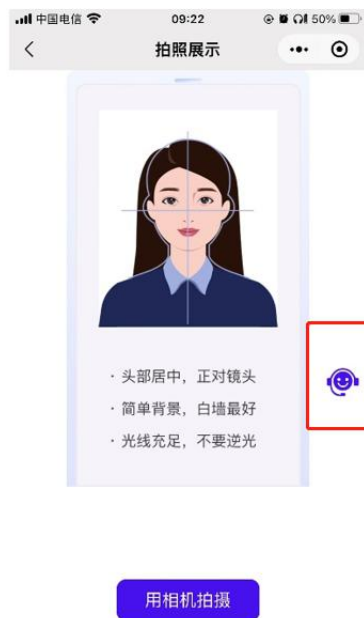 中国电信 09:22 50%
拍照展示
· 头部居中，正对镜头
· 简单背景，白墙最好
· 光线充足，不要逆光
用相机拍摄